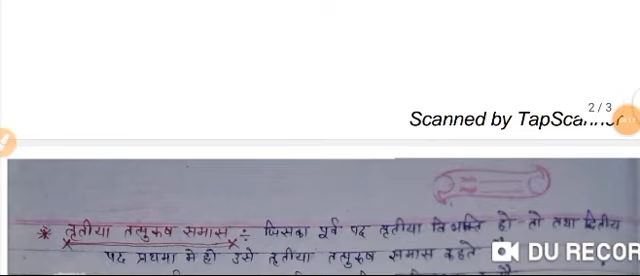 2/3
Scanned by TapScanner
* तृतीया तत्पुरुष समास ÷ जिसका पूर्व पद तृतीया विभक्ति हो तो तथा द्वितीय
पद प्रथमा मे हो उसे तृतीया तत्पुरुष समास कहते
DU RECOR